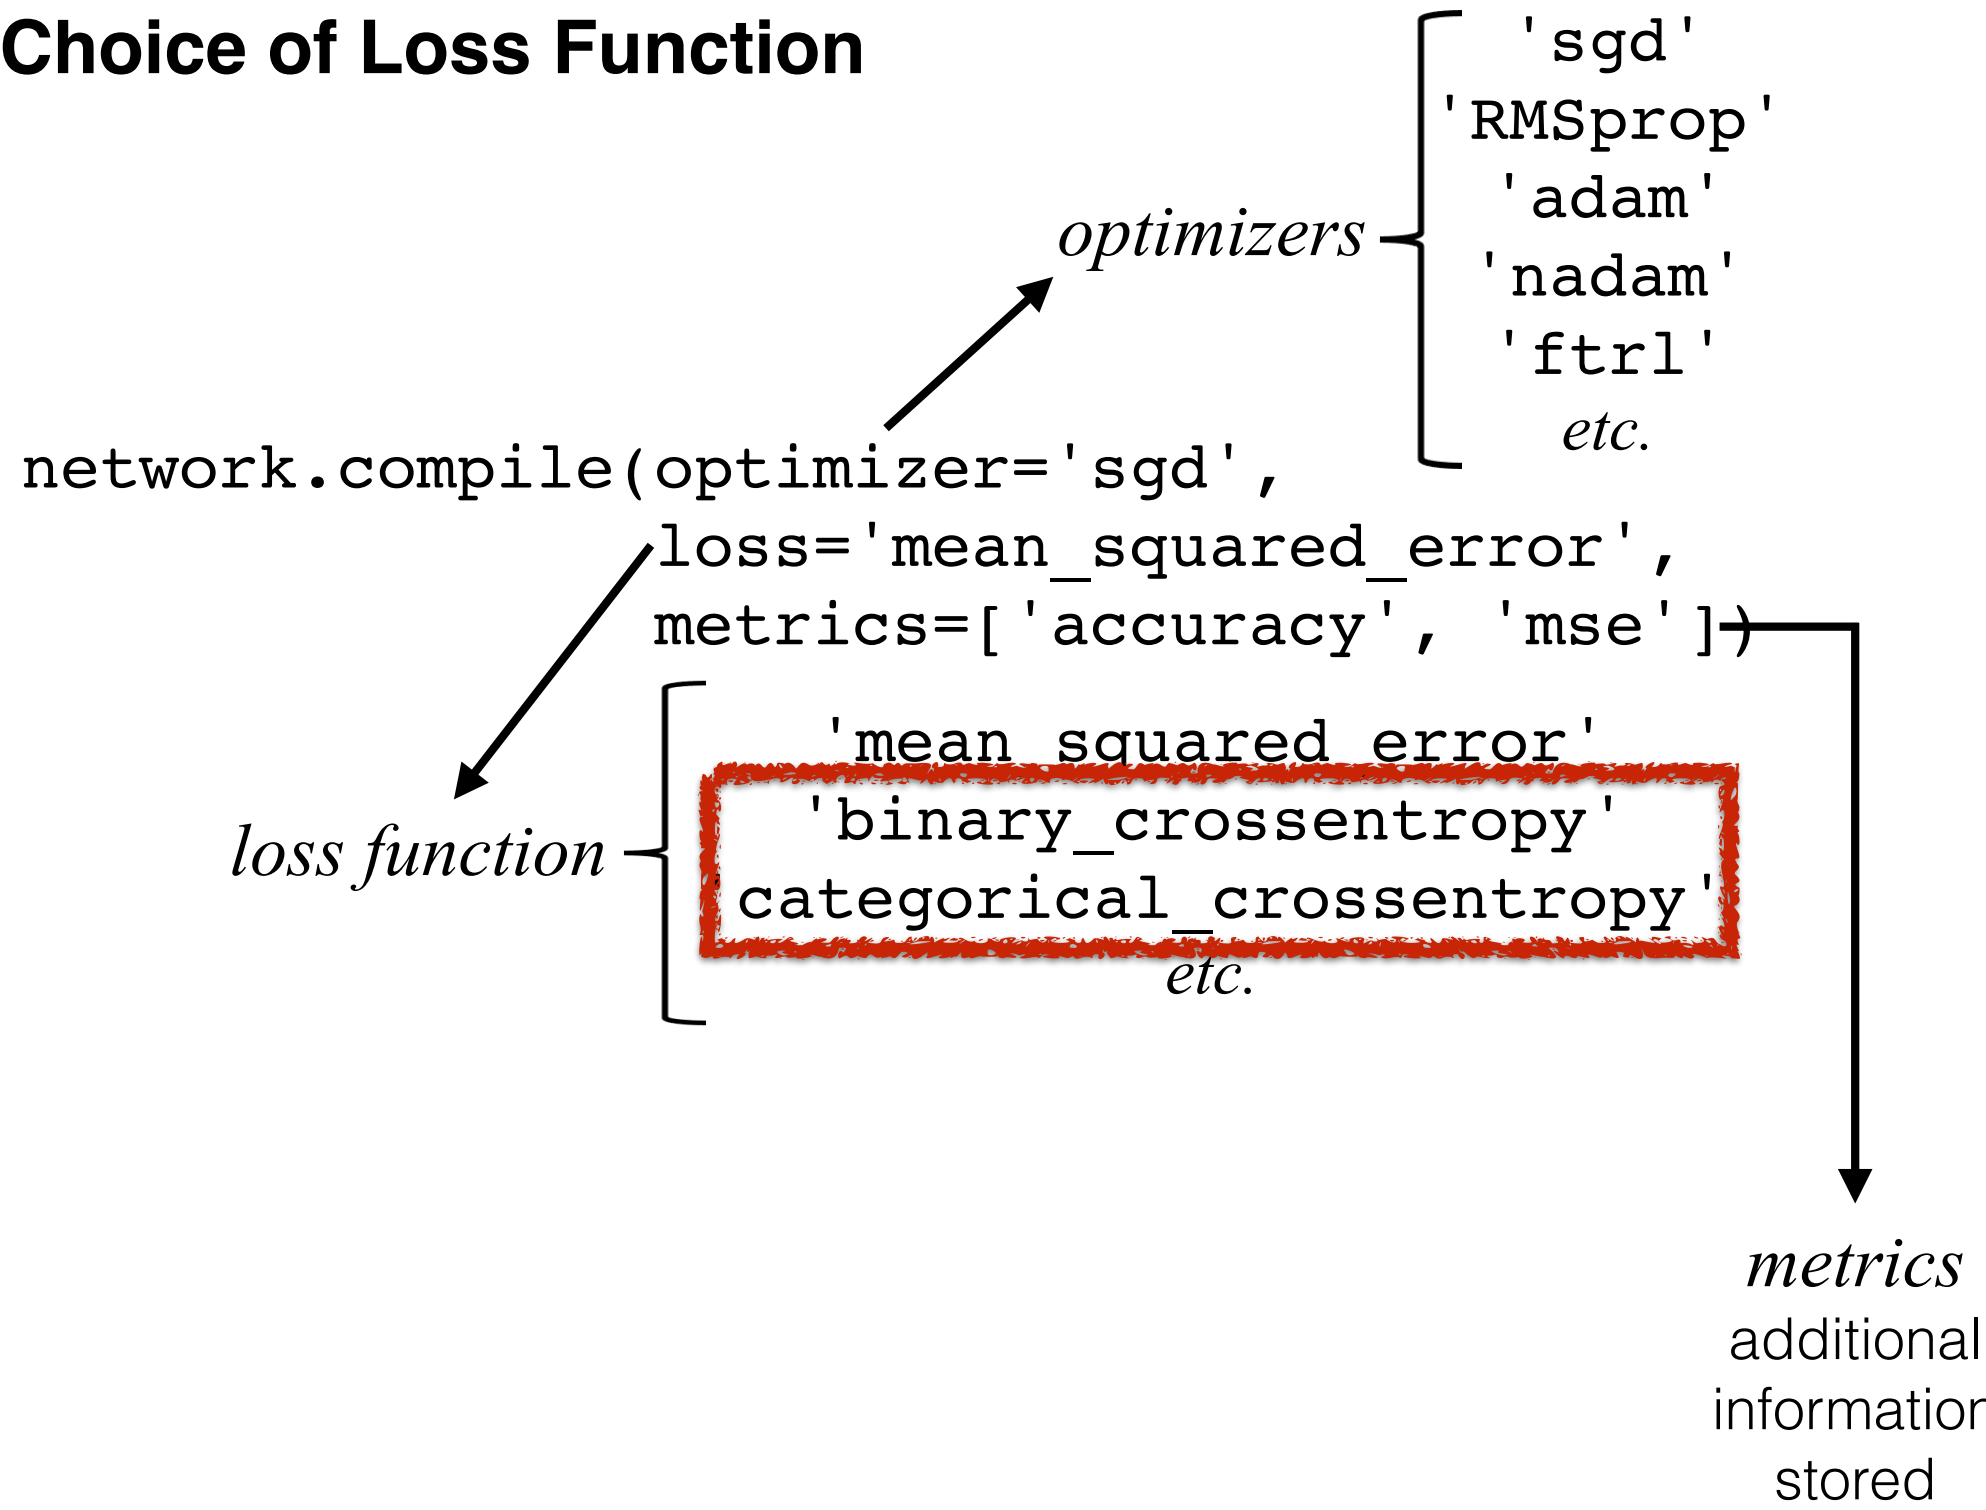 Choice of Loss Function
'sgd'
'RMSprop'
'adam'
'nadam'
'ftrl'
etc.
optimizers
network.compile(optimizer='sgd',
loss='mean_squared_error',
metrics=['accuracy', 'mse'])
loss function
'mean_squared_error'
'binary_crossentropy'
'categorical_crossentropy'
etc.
metrics
additional
information
stored